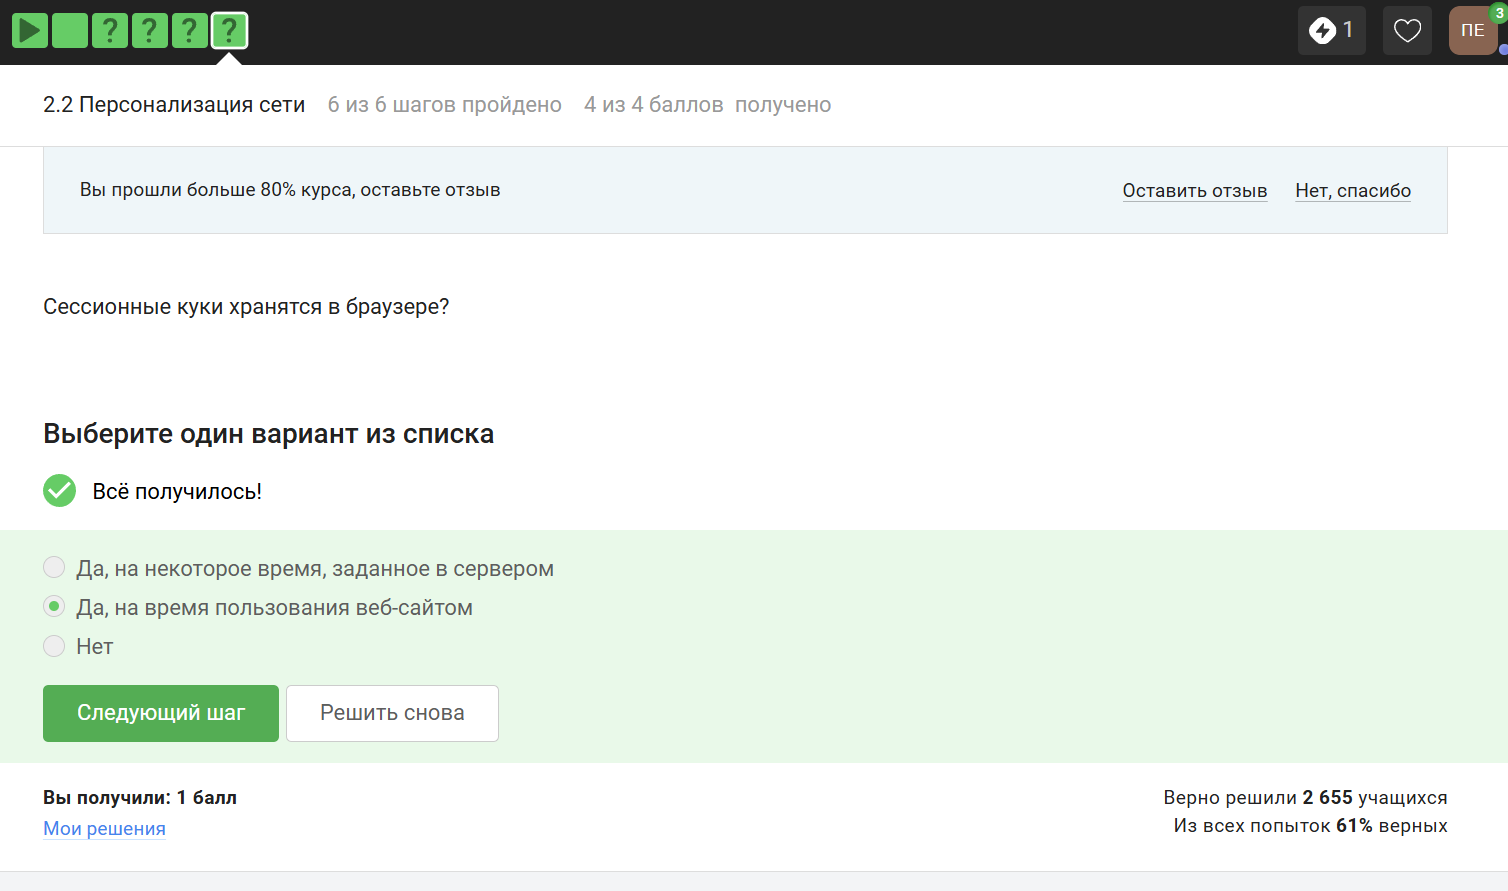 ? ? ? ?
1
ПЕ
3
2.2 Персонализация сети 6 из 6 шагов пройдено 4 из 4 баллов получено
Вы прошли больше 80% курса, оставьте отзыв
Оставить отзыв Нет, спасибо
Сессионные куки хранятся в браузере?
Выберите один вариант из списка
Всё получилось!
Да, на некоторое время, заданное в сервером
Да, на время пользования веб-сайтом
Нет
Следующий шаг Решить снова
Вы получили: 1 балл
Мои решения
Верно решили 2 655 учащихся
Из всех попыток 61% верных